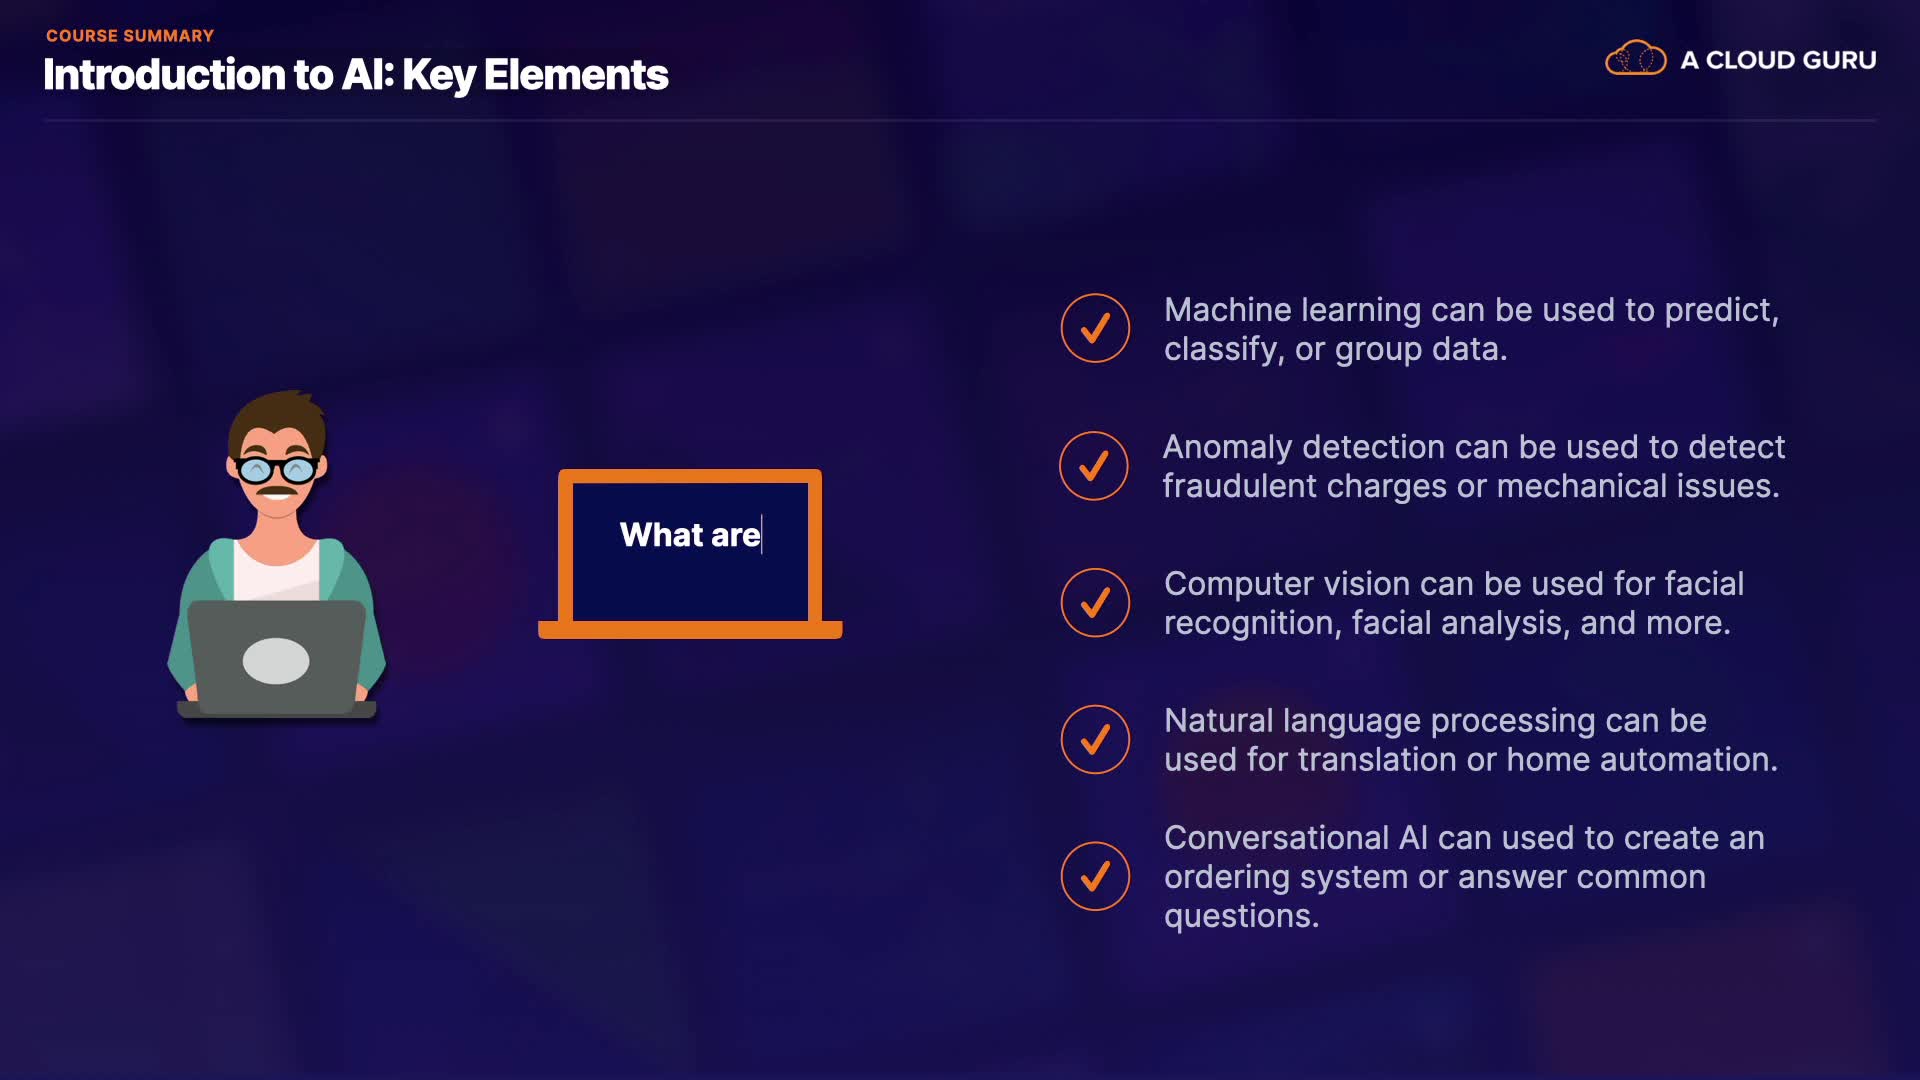 COURSE SUMMARY
Introduction to AI: Key Elements
A CLOUD GURU
What are
Machine learning can be used to predict,
classify, or group data.
Anomaly detection can be used to detect
fraudulent charges or mechanical issues.
Computer vision can be used for facial
recognition, facial analysis, and more.
Natural language processing can be
used for translation or home automation.
Conversational AI can used to create an
ordering system or answer common
questions.